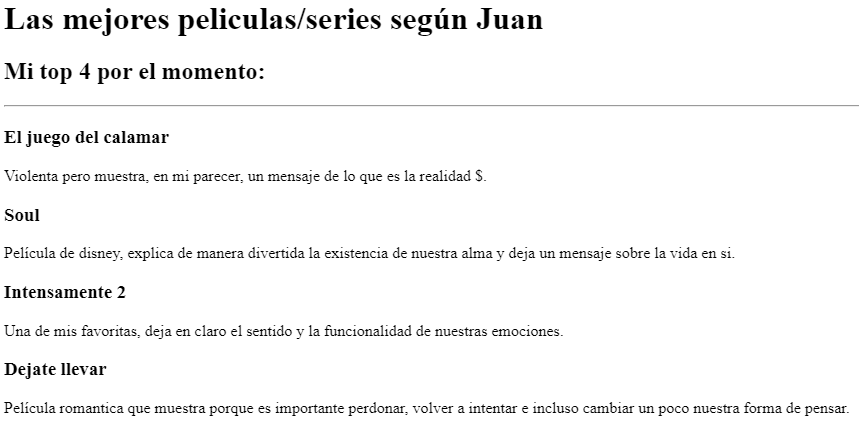 Las mejores peliculas/series según Juan
Mi top 4 por el momento:
El juego del calamar
Violenta pero muestra, en mi parecer, un mensaje de lo que es la realidad $.
Soul
Película de disney, explica de manera divertida la existencia de nuestra alma y deja un mensaje sobre la vida en si.
Intensamente 2
Una de mis favoritas, deja en claro el sentido y la funcionalidad de nuestras emociones.
Dejate llevar
Película romantica que muestra porque es importante perdonar, volver a intentar e incluso cambiar un poco nuestra forma de pensar.